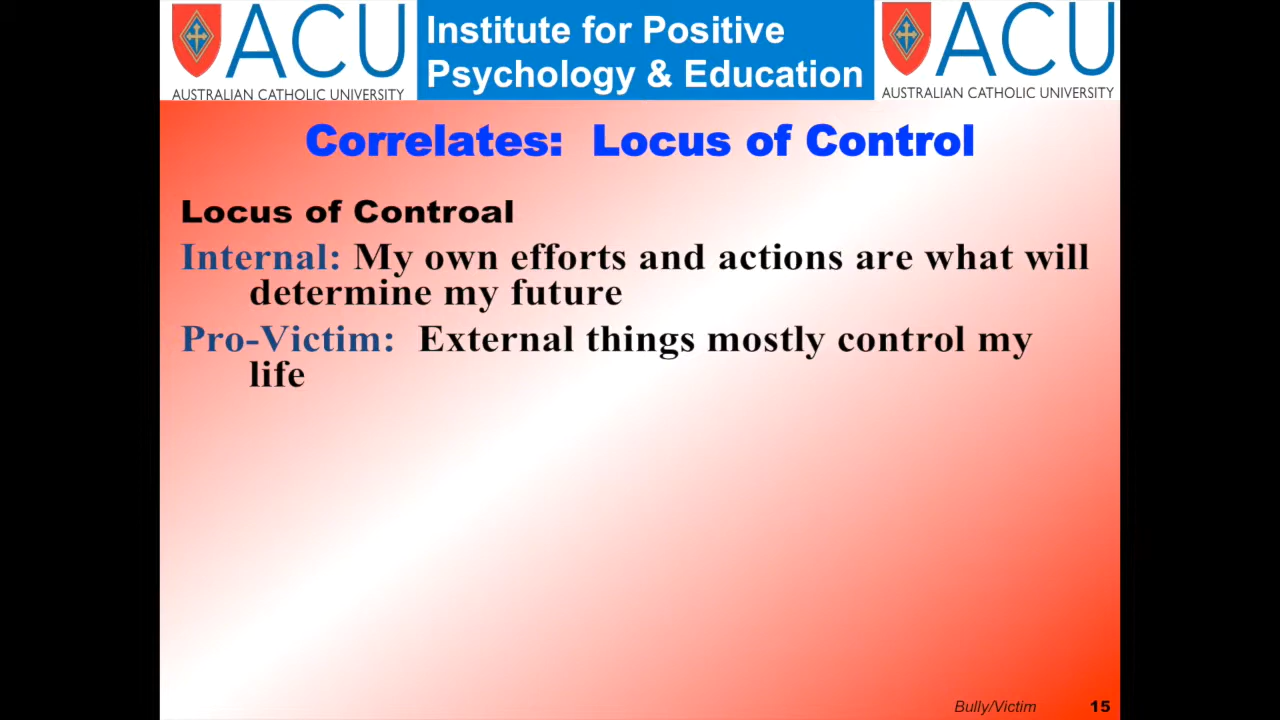 ACU
AUSTRALIAN CATHOLIC UNIVERSITY
Institute for Positive
Psychology & Education
ACU
AUSTRALIAN CATHOLIC UNIVERSITY
Correlates: Locus of Control
Locus of Controal
Internal: My own efforts and actions are what will
determine my future
Pro-Victim: External things mostly control my
life
Bully/Victim 15